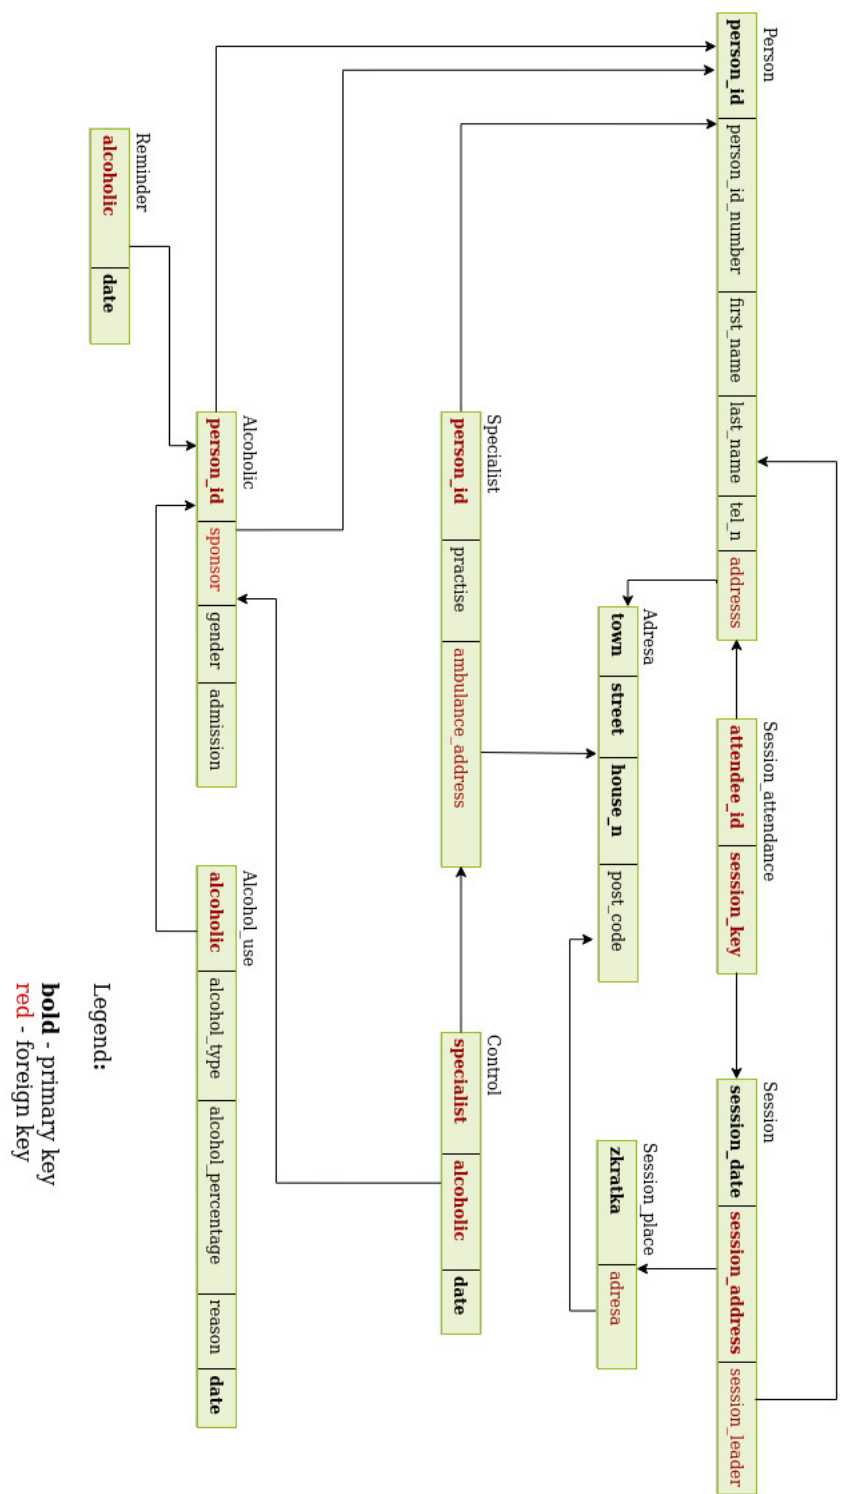 Person
person_id
person_id_number
first_name
last_name
tel_n
addresss
Session_attendance
attendee_id
session_key
Session
session_date
session_address
session_leader
Adresa
town
street
house_n
post_code
Session_place
zkratka
adresa
Specialist
person_id
practise
ambulance_address
Control
specialist
alcoholic
date
Alcoholic
person_id
sponsor
gender
admission
Alcohol_use
alcoholic
alcohol_type
alcohol_percentage
reason
date
Reminder
alcoholic
date
Legend:
bold - primary key
red - foreign key